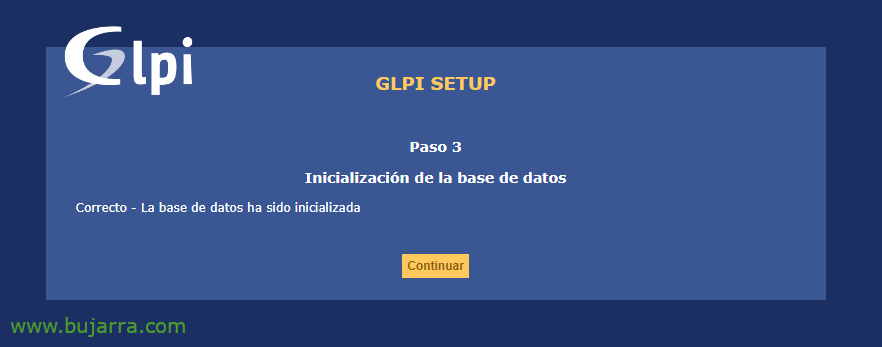 Glpi
GLPI SETUP
Paso 3
Inicialización de la base de datos
Correcto - La base de datos ha sido inicializada
Continuar
www.bujarra.com